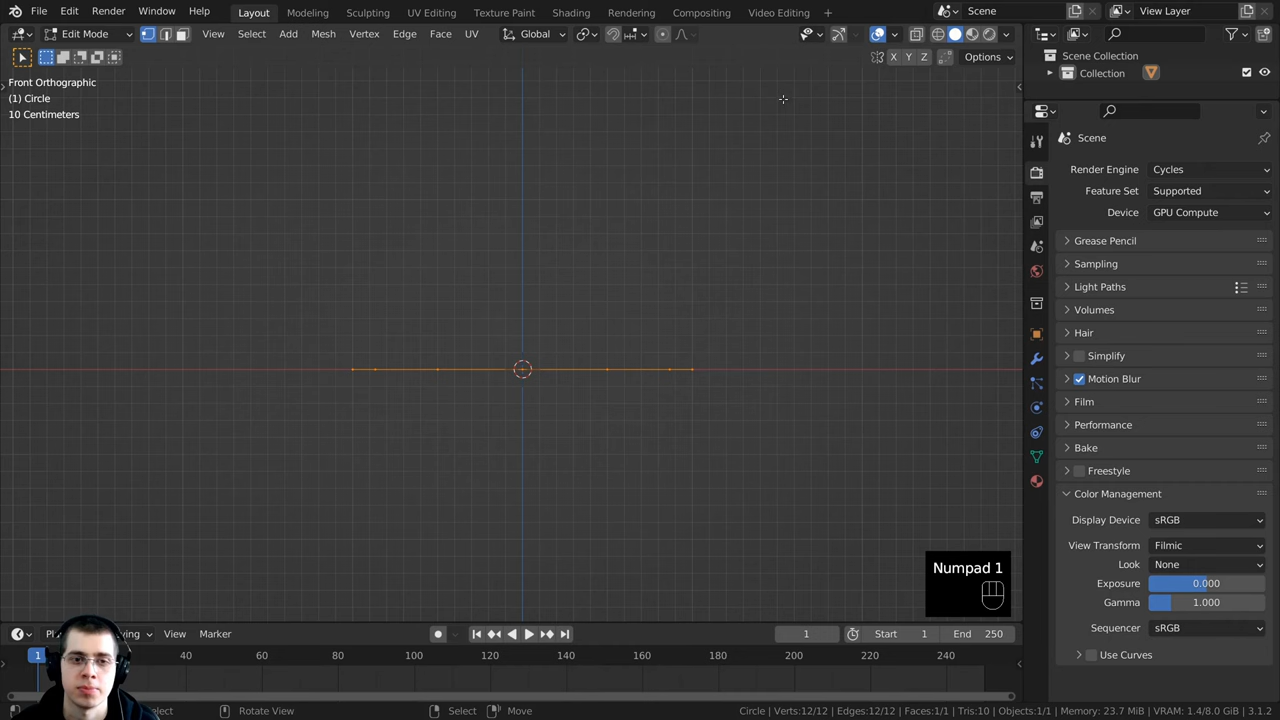 File Edit Render Window Help Layout Modeling Sculpting UV Editing Texture Paint Shading Rendering Compositing Video Editing + Scene View Layer
Edit Mode View Select Add Mesh Vertex Edge Face UV Global
X Y Z Options
Scene Collection
Collection
Front Orthographic
(1) Circle
10 Centimeters
Scene
Render Engine Cycles
Feature Set Supported
Device GPU Compute
Grease Pencil
Sampling
Light Paths
Volumes
Hair
Simplify
Motion Blur
Film
Performance
Bake
Freestyle
Color Management
Display Device sRGB
View Transform Filmic
Look None
Exposure 0.000
Gamma 1.000
Sequencer sRGB
Use Curves
Numpad 1
View Marker 1 Start 1 End 250
1 40 60 80 100 120 140 160 180 200 220 240
Rotate View Select Move Circle | Verts:12/12 | Edges:12/12 | Faces:1/1 | Tris:10 | Objects:1/1 | Memory: 23.7 MiB | VRAM: 1.4/8.0 GiB | 3.1.2